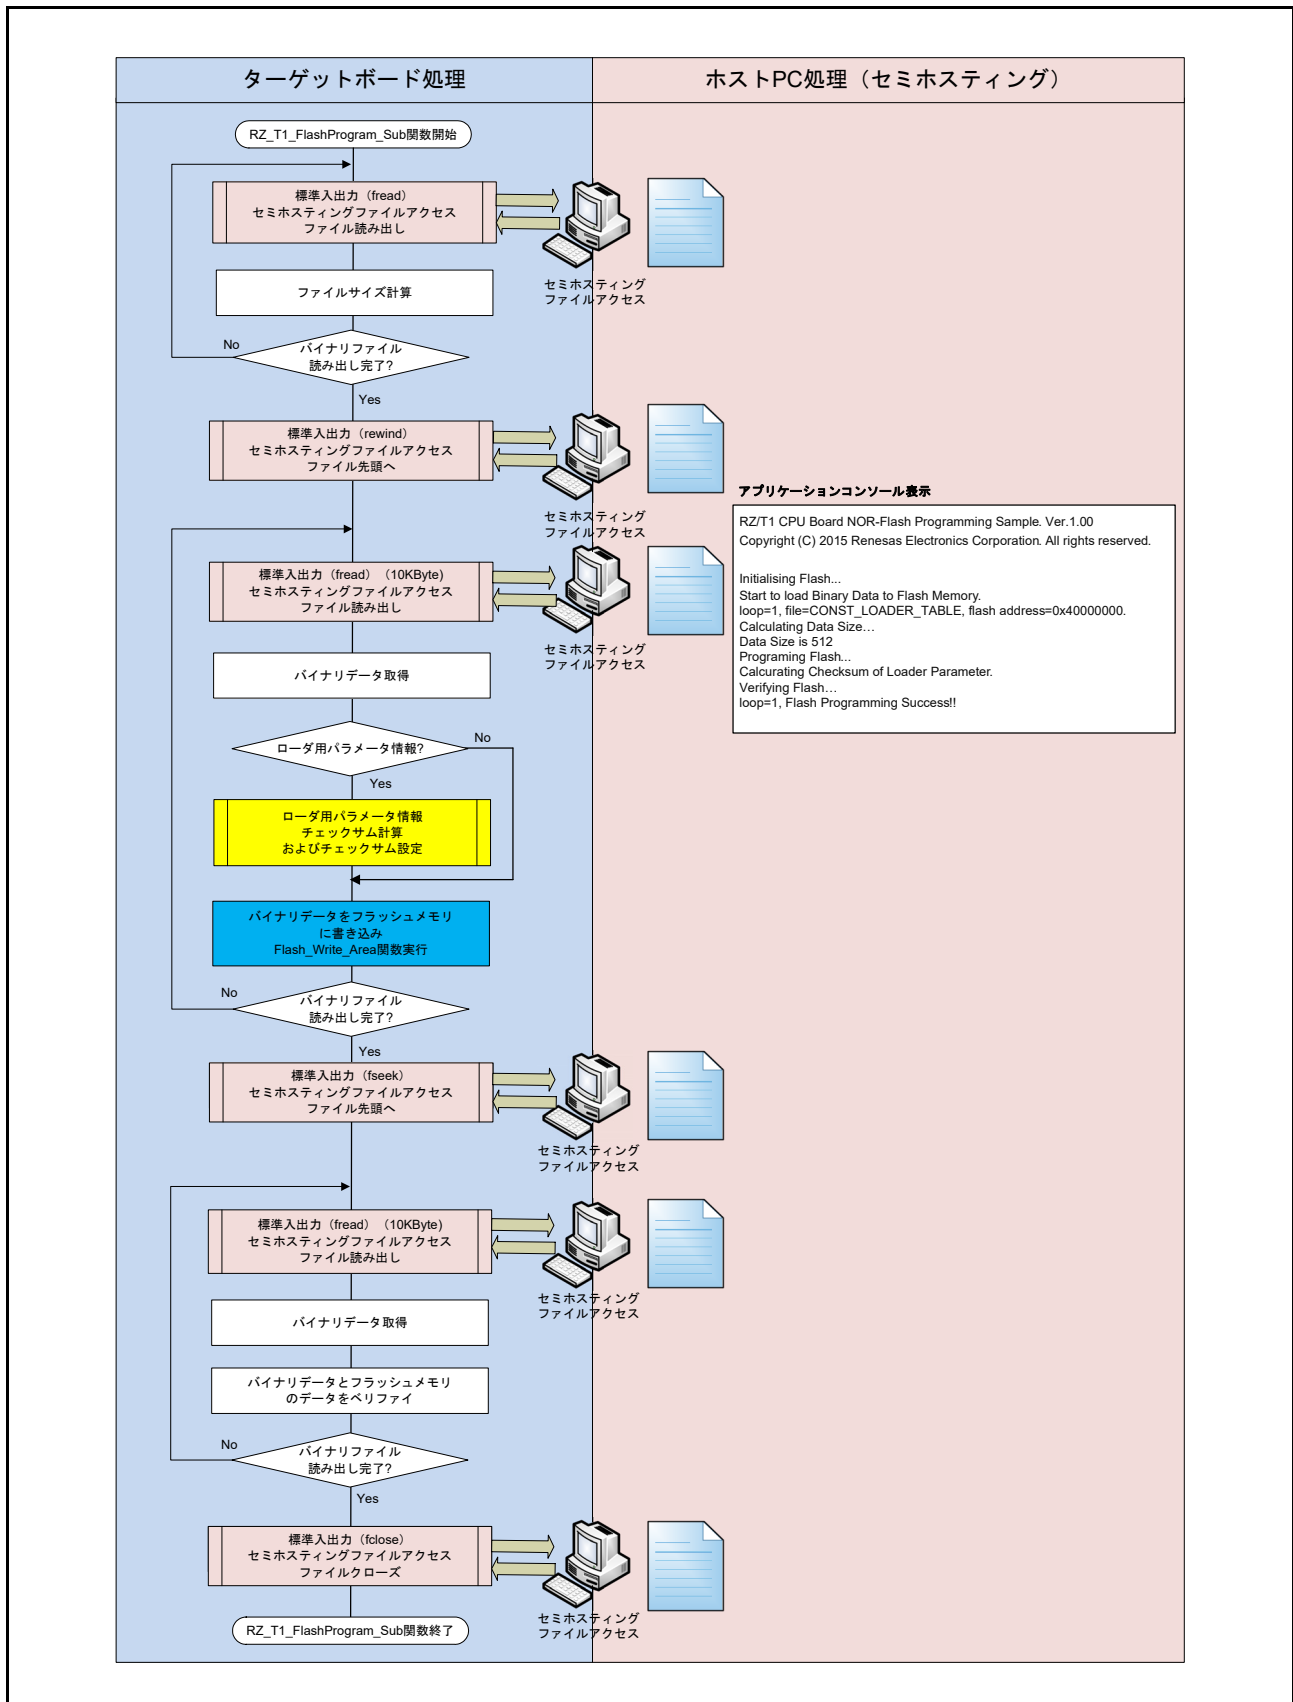 ターゲットボード処理
ホストPC処理（セミホスティング）
RZ_T1_FlashProgram_Sub関数開始
標準入出力（fread）
セミホスティングファイルアクセス
ファイル読み出し
セミホスティング
ファイルアクセス
ファイルサイズ計算
No
バイナリファイル
読み出し完了?
Yes
標準入出力（rewind）
セミホスティングファイルアクセス
ファイル先頭へ
セミホスティング
ファイルアクセス
アプリケーションコンソール表示
RZ/T1 CPU Board NOR-Flash Programming Sample. Ver.1.00
Copyright (C) 2015 Renesas Electronics Corporation. All rights reserved.
Initialising Flash...
Start to load Binary Data to Flash Memory.
loop=1, file=CONST_LOADER_TABLE, flash address=0x40000000.
Calculating Data Size…
Data Size is 512
Programing Flash...
Calcurating Checksum of Loader Parameter.
Verifying Flash…
loop=1, Flash Programming Success!!
標準入出力（fread）（10KByte)
セミホスティングファイルアクセス
ファイル読み出し
セミホスティング
ファイルアクセス
バイナリデータ取得
ローダ用パラメータ情報?
No
Yes
ローダ用パラメータ情報
チェックサム計算
およびチェックサム設定
バイナリデータをフラッシュメモリ
に書き込み
Flash_Write_Area関数実行
No
バイナリファイル
読み出し完了?
Yes
標準入出力（fseek）
セミホスティングファイルアクセス
ファイル先頭へ
セミホスティング
ファイルアクセス
標準入出力（fread）（10KByte)
セミホスティングファイルアクセス
ファイル読み出し
セミホスティング
ファイルアクセス
バイナリデータ取得
バイナリデータとフラッシュメモリ
のデータをベリファイ
No
バイナリファイル
読み出し完了?
Yes
標準入出力（fclose）
セミホスティングファイルアクセス
ファイルクローズ
セミホスティング
ファイルアクセス
RZ_T1_FlashProgram_Sub関数終了